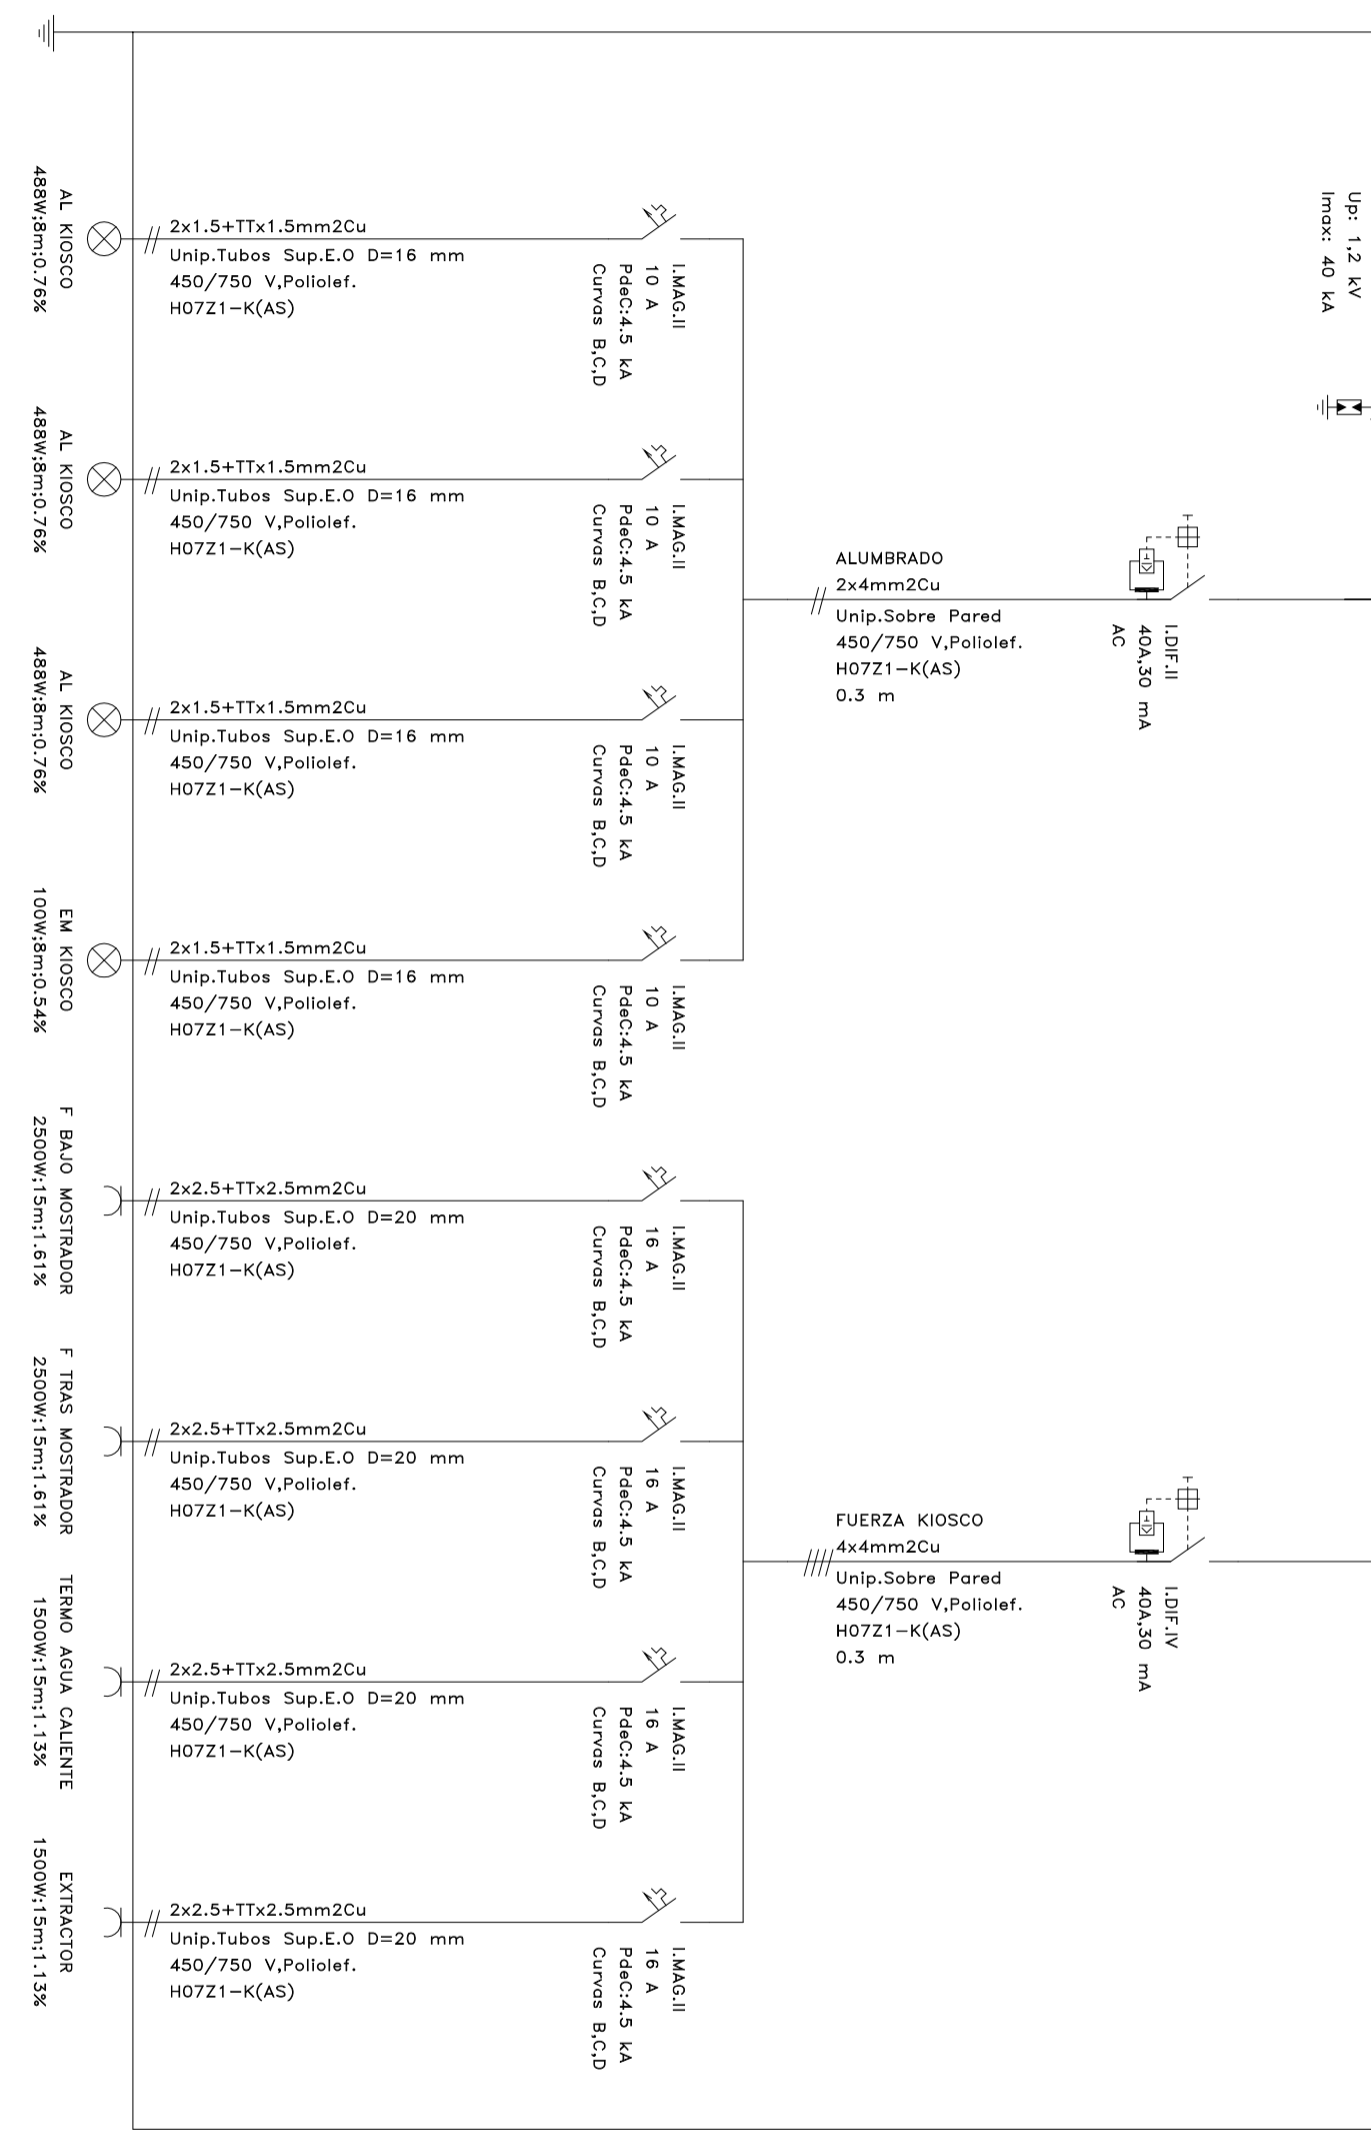 Up: 1,2 kV
Imax: 40 kA
AL KIOSCO
488W;8m;0.76%
2x1.5+TTx1.5mm2Cu
Unip.Tubos Sup.E.O D=16 mm
450/750 V,Poliolef.
H07Z1-K(AS)
I.MAG.II
10 A
PdeC:4.5 kA
Curvas B,C,D
AL KIOSCO
488W;8m;0.76%
2x1.5+TTx1.5mm2Cu
Unip.Tubos Sup.E.O D=16 mm
450/750 V,Poliolef.
H07Z1-K(AS)
I.MAG.II
10 A
PdeC:4.5 kA
Curvas B,C,D
ALUMBRADO
2x4mm2Cu
Unip.Sobre Pared
450/750 V,Poliolef.
H07Z1-K(AS)
0.3 m
I.DIF.II
40A,30 mA
AC
AL KIOSCO
488W;8m;0.76%
2x1.5+TTx1.5mm2Cu
Unip.Tubos Sup.E.O D=16 mm
450/750 V,Poliolef.
H07Z1-K(AS)
I.MAG.II
10 A
PdeC:4.5 kA
Curvas B,C,D
EM KIOSCO
100W;8m;0.54%
2x1.5+TTx1.5mm2Cu
Unip.Tubos Sup.E.O D=16 mm
450/750 V,Poliolef.
H07Z1-K(AS)
I.MAG.II
10 A
PdeC:4.5 kA
Curvas B,C,D
F BAJO MOSTRADOR
2500W;15m;1.61%
2x2.5+TTx2.5mm2Cu
Unip.Tubos Sup.E.O D=20 mm
450/750 V,Poliolef.
H07Z1-K(AS)
I.MAG.II
16 A
PdeC:4.5 kA
Curvas B,C,D
F TRAS MOSTRADOR
2500W;15m;1.61%
2x2.5+TTx2.5mm2Cu
Unip.Tubos Sup.E.O D=20 mm
450/750 V,Poliolef.
H07Z1-K(AS)
I.MAG.II
16 A
PdeC:4.5 kA
Curvas B,C,D
FUERZA KIOSCO
4x4mm2Cu
Unip.Sobre Pared
450/750 V,Poliolef.
H07Z1-K(AS)
0.3 m
I.DIF.IV
40A,30 mA
AC
TERMO AGUA CALIENTE
1500W;15m;1.13%
2x2.5+TTx2.5mm2Cu
Unip.Tubos Sup.E.O D=20 mm
450/750 V,Poliolef.
H07Z1-K(AS)
I.MAG.II
16 A
PdeC:4.5 kA
Curvas B,C,D
EXTRACTOR
1500W;15m;1.13%
2x2.5+TTx2.5mm2Cu
Unip.Tubos Sup.E.O D=20 mm
450/750 V,Poliolef.
H07Z1-K(AS)
I.MAG.II
16 A
PdeC:4.5 kA
Curvas B,C,D